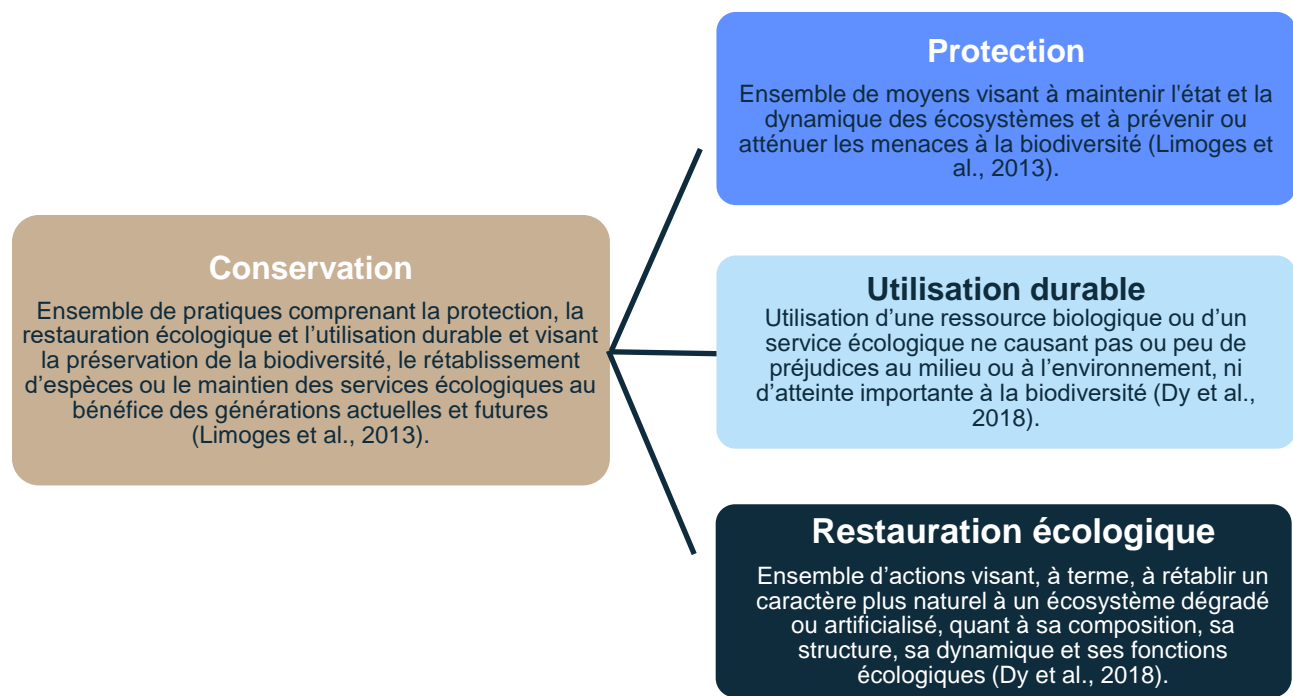 Conservation
Ensemble de pratiques comprenant la protection, la
restauration écologique et l’utilisation durable et visant
la préservation de la biodiversité, le rétablissement
d’espèces ou le maintien des services écologiques au
bénéfice des générations actuelles et futures
(Limoges et al., 2013).
Protection
Ensemble de moyens visant à maintenir l'état et la
dynamique des écosystèmes et à prévenir ou
atténuer les menaces à la biodiversité (Limoges et
al., 2013).
Utilisation durable
Utilisation d’une ressource biologique ou d’un
service écologique ne causant pas ou peu de
préjudices au milieu ou à l’environnement, ni
d’atteinte importante à la biodiversité (Dy et al.,
2018).
Restauration écologique
Ensemble d’actions visant, à terme, à rétablir un
caractère plus naturel à un écosystème dégradé
ou artificialisé, quant à sa composition, sa
structure, sa dynamique et ses fonctions
écologiques (Dy et al., 2018).